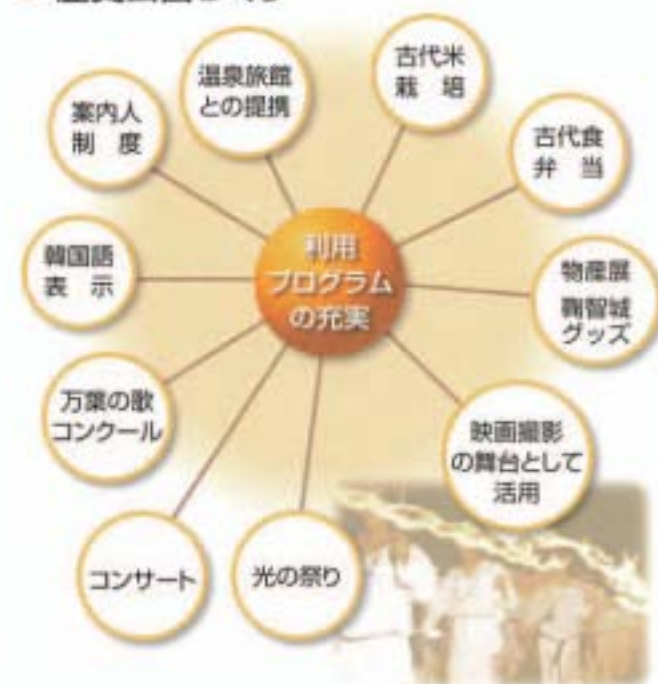 利用
プログラム
の充実
温泉旅館
との提携
古代米
栽　培
古代食
弁　当
物産展
鞠智城
グッズ
映画撮影
の舞台として
活用
光の祭り
コンサート
万葉の歌
コンクール
韓国語
表　示
案内人
制　度